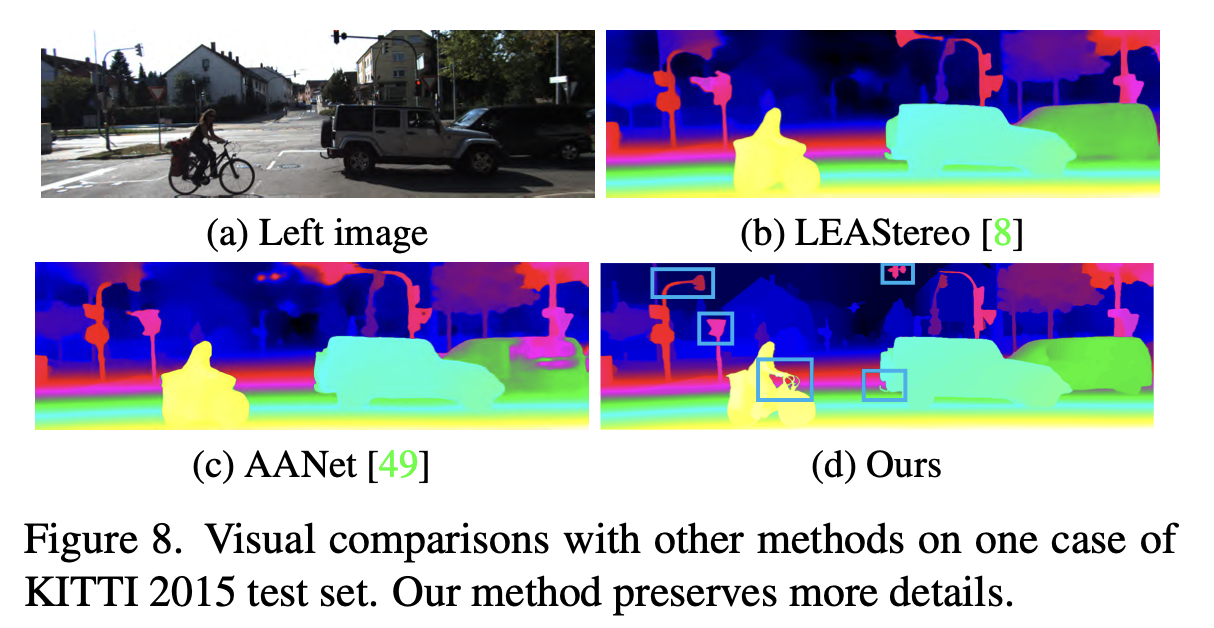 (a) Left image
(b) LEAStereo [8]
(c) AANet [49]
(d) Ours
Figure 8. Visual comparisons with other methods on one case of
KITTI 2015 test set. Our method preserves more details.